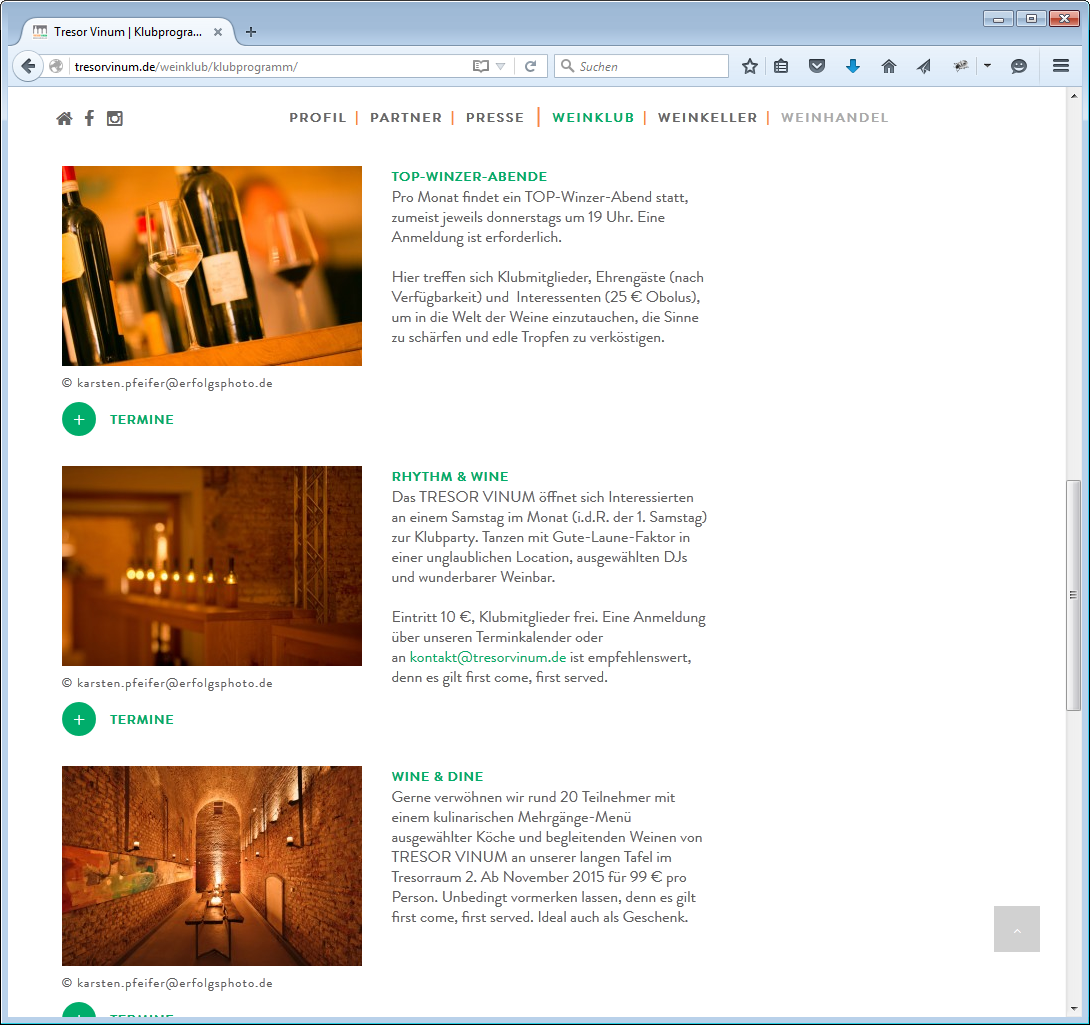 Tresor Vinum | Klubprogra...
tresorvinum.de/weinklub/klubprogramm/
Suchen
PROFIL | PARTNER | PRESSE | WEINKLUB | WEINKELLER | WEINHANDEL
TOP-WINZER-ABENDE
Pro Monat findet ein TOP-Winzer-Abend statt,
zumeist jeweils donnerstags um 19 Uhr. Eine
Anmeldung ist erforderlich.
Hier treffen sich Klubmitglieder, Ehrengäste (nach
Verfügbarkeit) und Interessenten (25 € Obolus),
um in die Welt der Weine einzutauchen, die Sinne
zu schärfen und edle Tropfen zu verköstigen.
© karsten.pfeifer@erfolgsphoto.de
+ TERMINE
RHYTHM & WINE
Das TRESOR VINUM öffnet sich Interessierten
an einem Samstag im Monat (i.d.R. der 1. Samstag)
zur Klubparty. Tanzen mit Gute-Laune-Faktor in
einer unglaublichen Location, ausgewählten DJs
und wunderbarer Weinbar.
Eintritt 10 €, Klubmitglieder frei. Eine Anmeldung
über unseren Terminkalender oder
an kontakt@tresorvinum.de ist empfehlenswert,
denn es gilt first come, first served.
© karsten.pfeifer@erfolgsphoto.de
+ TERMINE
WINE & DINE
Gerne verwöhnen wir rund 20 Teilnehmer mit
einem kulinarischen Mehrgänge-Menü
ausgewählter Köche und begleitenden Weinen von
TRESOR VINUM an unserer langen Tafel im
Tresorraum 2. Ab November 2015 für 99 € pro
Person. Unbedingt vormerken lassen, denn es gilt
first come, first served. Ideal auch als Geschenk.
© karsten.pfeifer@erfolgsphoto.de
TERMINE